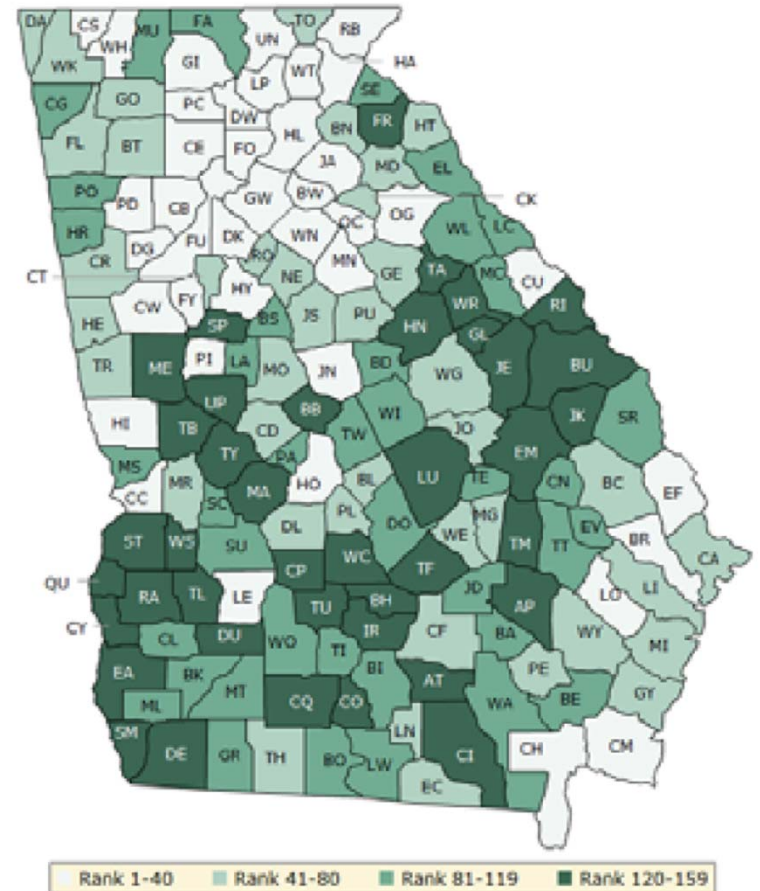 DA CS MU FA TO RB
WH UN
WK GI WT HA
LP
CG GO PC SE
DW FR HT
FL BT CE FO HL BN
JA MD EL
PO PD CB GW BW CK
HR FU DK WN OC OG WL LC
DG
CR RO MN GE TA MC CU
CT HY NE
CW FY WR RI
HE SP BS JS PU HN GL
TR ME PI LA MO JN BD WG JE BU
UP BB WI JK SR
HI TB CD TW JO
TY PA EM
MS MR MA HO BL LU TE CN BC EF
CC SC PL MG
DL DO WE EV BR
ST WS SU WC TM TT CA
QU CP TF
RA TL LE TU BH JD AP LO LI
CY CL DU WO IR CF BA WY MI
TI
EA BK BI AT PE
ML MT CQ CO WA BE GY
SM LN
DE GR TH BO LW CI CH CM
EC
Rank 1-40 Rank 41-80 Rank 81-119 Rank 120-159